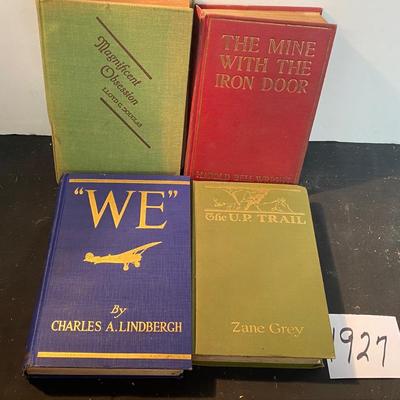 Magnificent
Obsession
LLOYD C. DOUGLAS
THE MINE
WITH THE
IRON DOOR
HAROLD BELL WRIGHT
"WE"
By
CHARLES A. LINDBERGH
The U.P. TRAIL
Zane Grey
1927